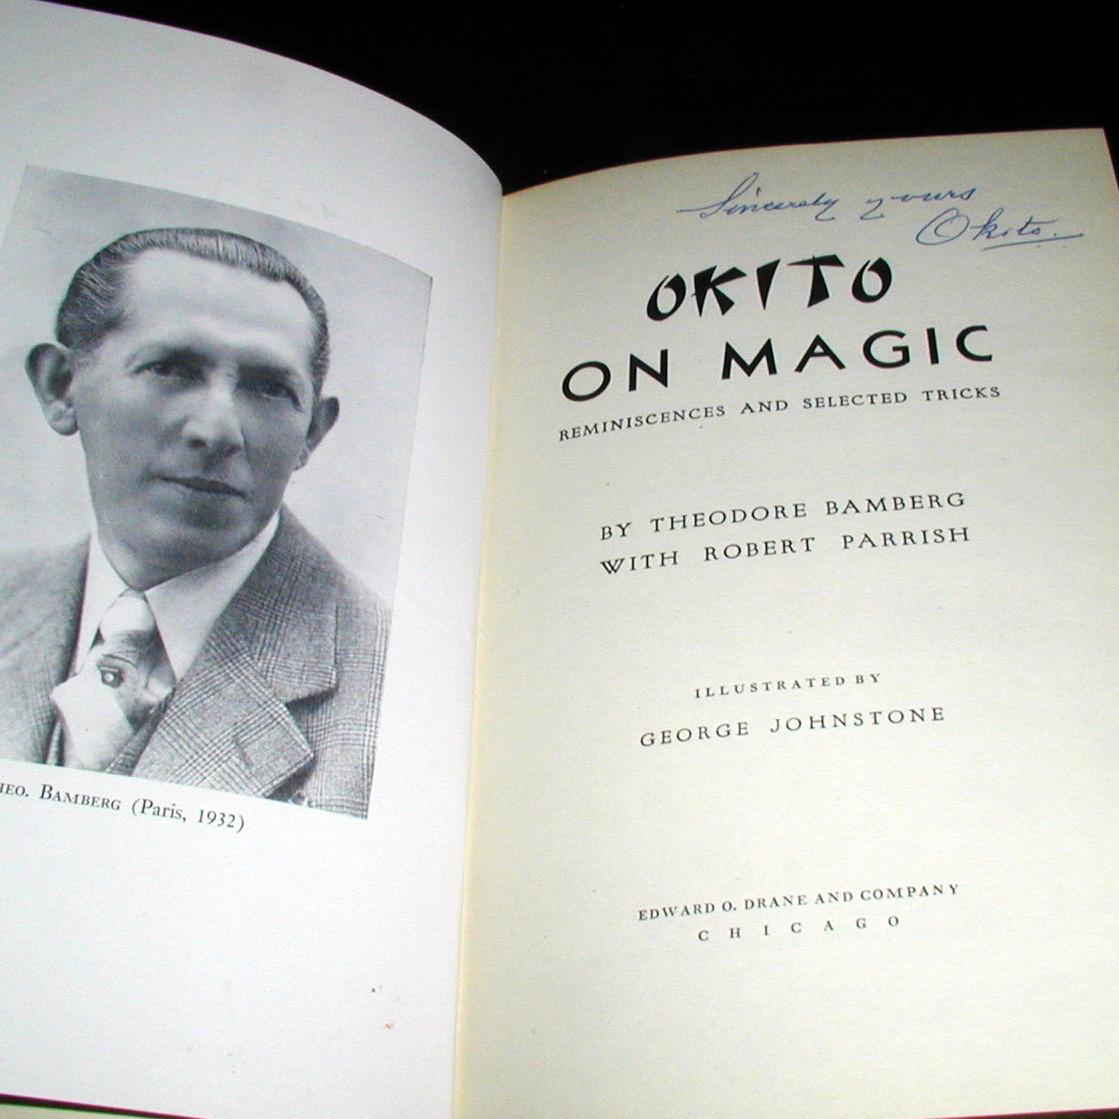 HEO. BAMBERG (Paris, 1932)
Sincerely yours
Okito.
OKITO
ON MAGIC
REMINISCENCES AND SELECTED TRICKS
BY THEODORE BAMBERG
WITH ROBERT PARRISH
ILLUSTRATED BY
GEORGE JOHNSTONE
EDWARD O. DRANE AND COMPANY
CHICAGO